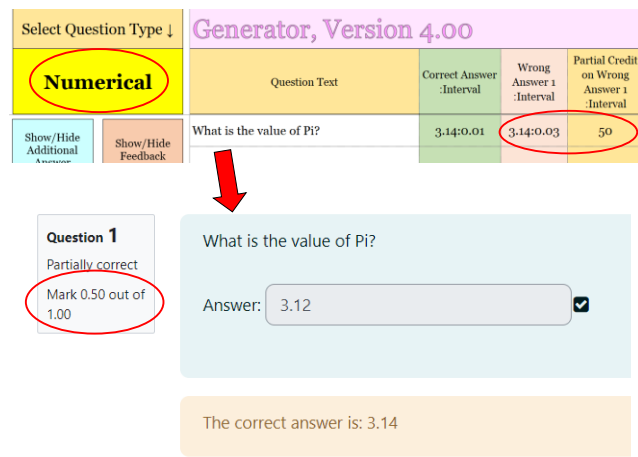 Select Question Type ↓
Generator, Version 4.00
Numerical
Question Text
Correct Answer
:Interval
Wrong
Answer 1
:Interval
Partial Credit
on Wrong
Answer 1
:Interval
Show/Hide
Additional
Answer
Show/Hide
Feedback
What is the value of Pi?
3.14:0.01
3.14:0.03
50
Question 1
Partially correct
Mark 0.50 out of
1.00
What is the value of Pi?
Answer: 3.12
The correct answer is: 3.14